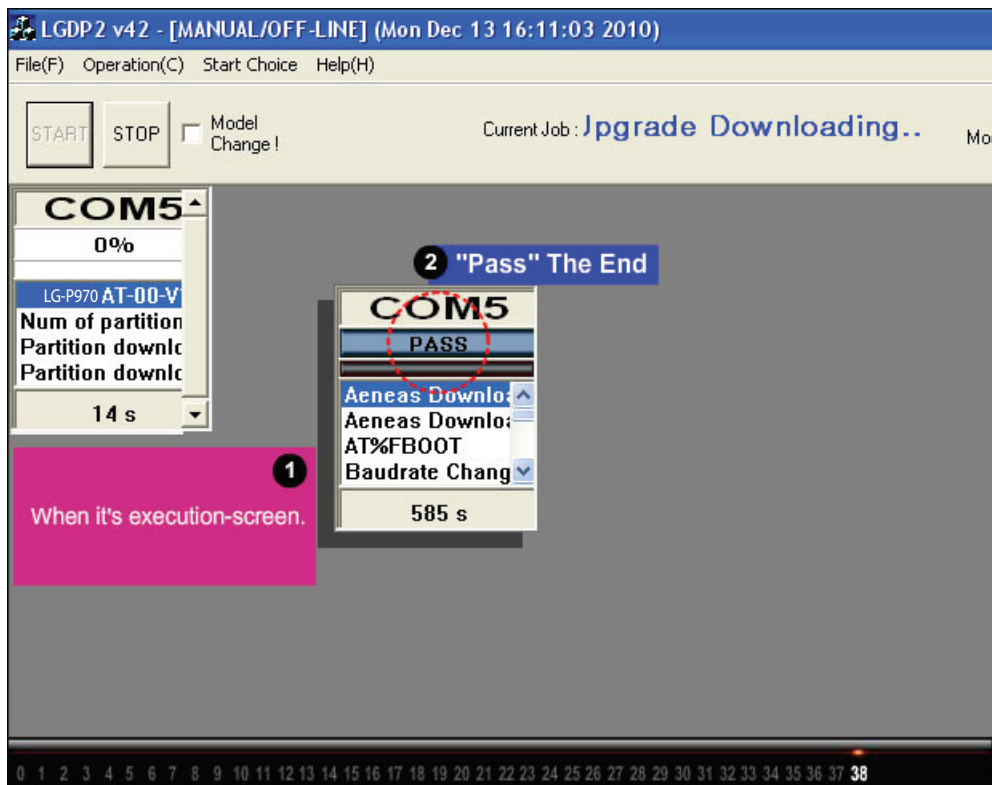 LGDP2 v42 - [MANUAL/OFF-LINE] (Mon Dec 13 16:11:03 2010)
File(F) Operation(C) Start Choice Help(H)
START STOP Model Change !
Current Job : Jpgrade Downloading..
Mo
COM5
0%
LG-P970 AT-00-V
Num of partition
Partition downlc
Partition downlc
14 s
1
When it's execution-screen.
2 "Pass" The End
COM5
PASS
Aeneas Downloa
Aeneas Downloa
AT%FBOOT
Baudrate Chang
585 s
0 1 2 3 4 5 6 7 8 9 10 11 12 13 14 15 16 17 18 19 20 21 22 23 24 25 26 27 28 29 30 31 32 33 34 35 36 37 38